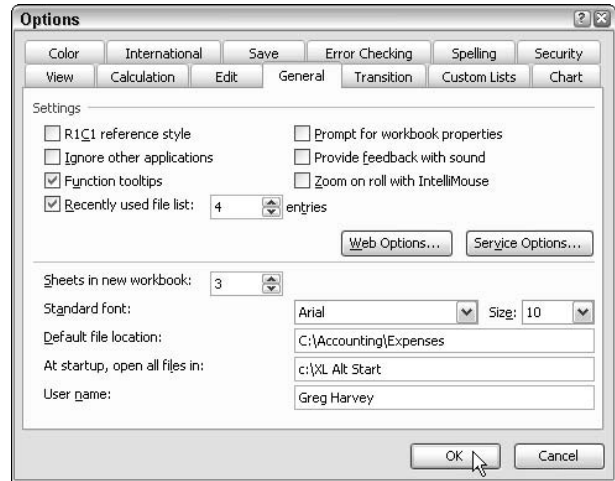 Options
Color International Save Error Checking Spelling Security
View Calculation Edit General Transition Custom Lists Chart
Settings
R1C1 reference style Prompt for workbook properties
Ignore other applications Provide feedback with sound
Function tooltips Zoom on roll with IntelliMouse
Recently used file list: 4 entries
Web Options... Service Options...
Sheets in new workbook: 3
Standard font: Arial Size: 10
Default file location: C:\Accounting\Expenses
At startup, open all files in: c:\XL Alt Start
User name: Greg Harvey
OK Cancel